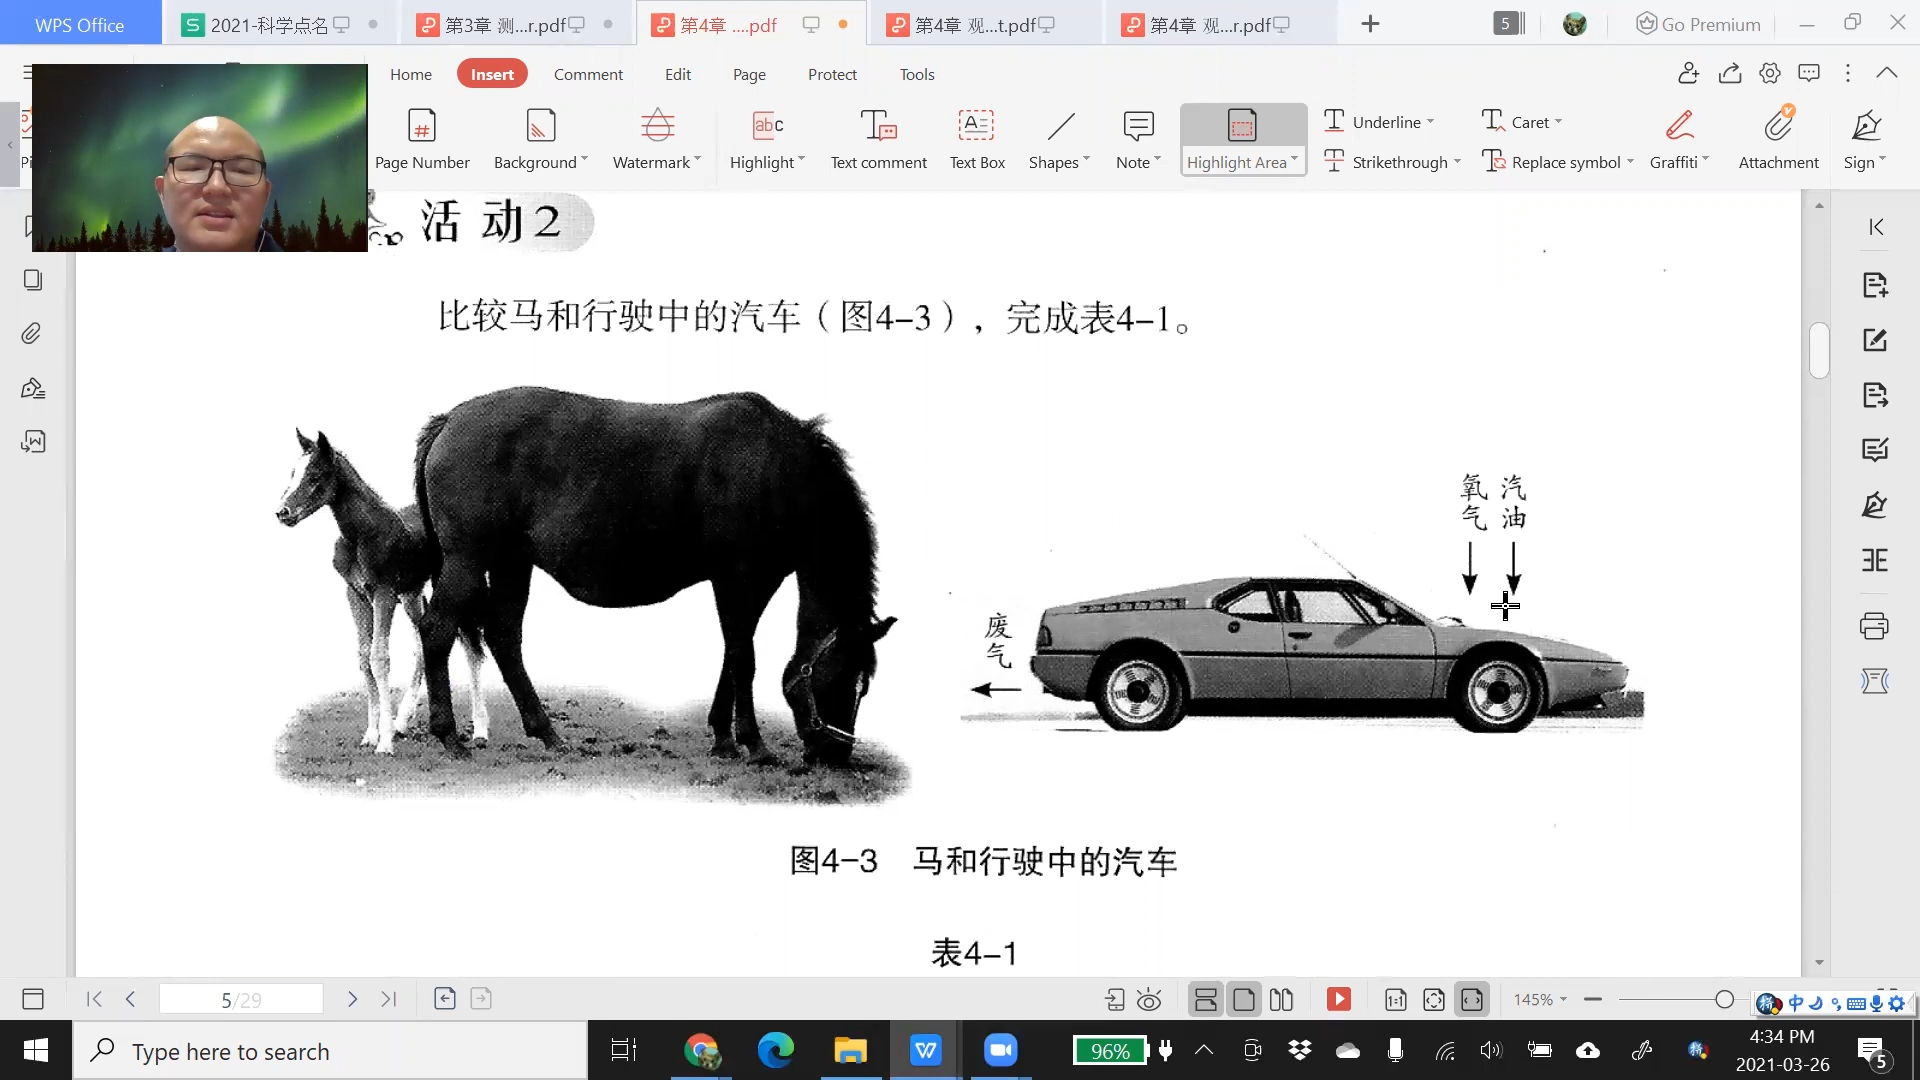 WPS Office
2021-科学点名
第3章 测...r.pdf
第4章 ....pdf
第4章 观...t.pdf
第4章 观...r.pdf
5
Go Premium
Home
Insert
Comment
Edit
Page
Protect
Tools
Page Number
Background
Watermark
Highlight
Text comment
Text Box
Shapes
Note
Highlight Area
Underline
Strikethrough
Caret
Replace symbol
Graffiti
Attachment
Sign
活动2
比较马和行驶中的汽车（图4-3），完成表4-1。
氧气
汽油
废气
图4-3 马和行驶中的汽车
表4-1
5/29
145%
中
Type here to search
96%
4:34 PM
2021-03-26
5